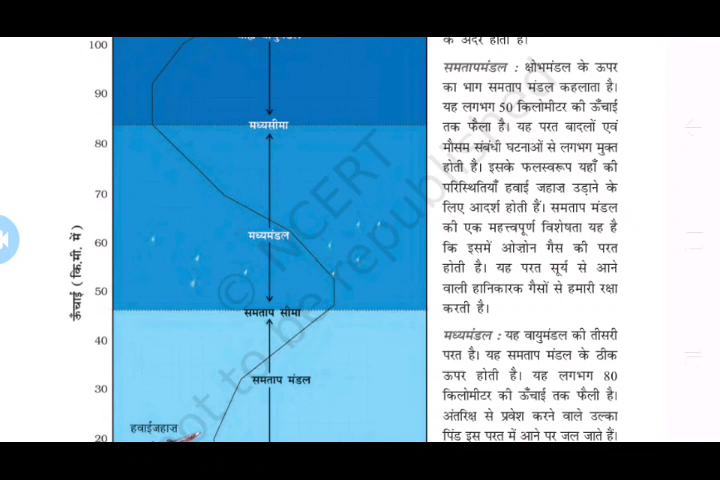 100
90
80
70
60
50
40
30
20
ऊँचाई (कि.मी. में)
मध्यसीमा
मध्यमंडल
समताप सीमा
समताप मंडल
हवाईजहाज़
© NCERT
not to be republished
के अंदर होती है।
समतापमंडल : क्षोभमंडल के ऊपर
का भाग समताप मंडल कहलाता है।
यह लगभग 50 किलोमीटर की ऊँचाई
तक फैला है। यह परत बादलों एवं
मौसम संबंधी घटनाओं से लगभग मुक्त
होती है। इसके फलस्वरूप यहाँ की
परिस्थितियाँ हवाई जहाज़ उड़ाने के
लिए आदर्श होती हैं। समताप मंडल
की एक महत्त्वपूर्ण विशेषता यह है
कि इसमें ओज़ोन गैस की परत
होती है। यह परत सूर्य से आने
वाली हानिकारक गैसों से हमारी रक्षा
करती है।
मध्यमंडल : यह वायुमंडल की तीसरी
परत है। यह समताप मंडल के ठीक
ऊपर होती है। यह लगभग 80
किलोमीटर की ऊँचाई तक फैली है।
अंतरिक्ष से प्रवेश करने वाले उल्का
पिंड इस परत में आने पर जल जाते हैं।